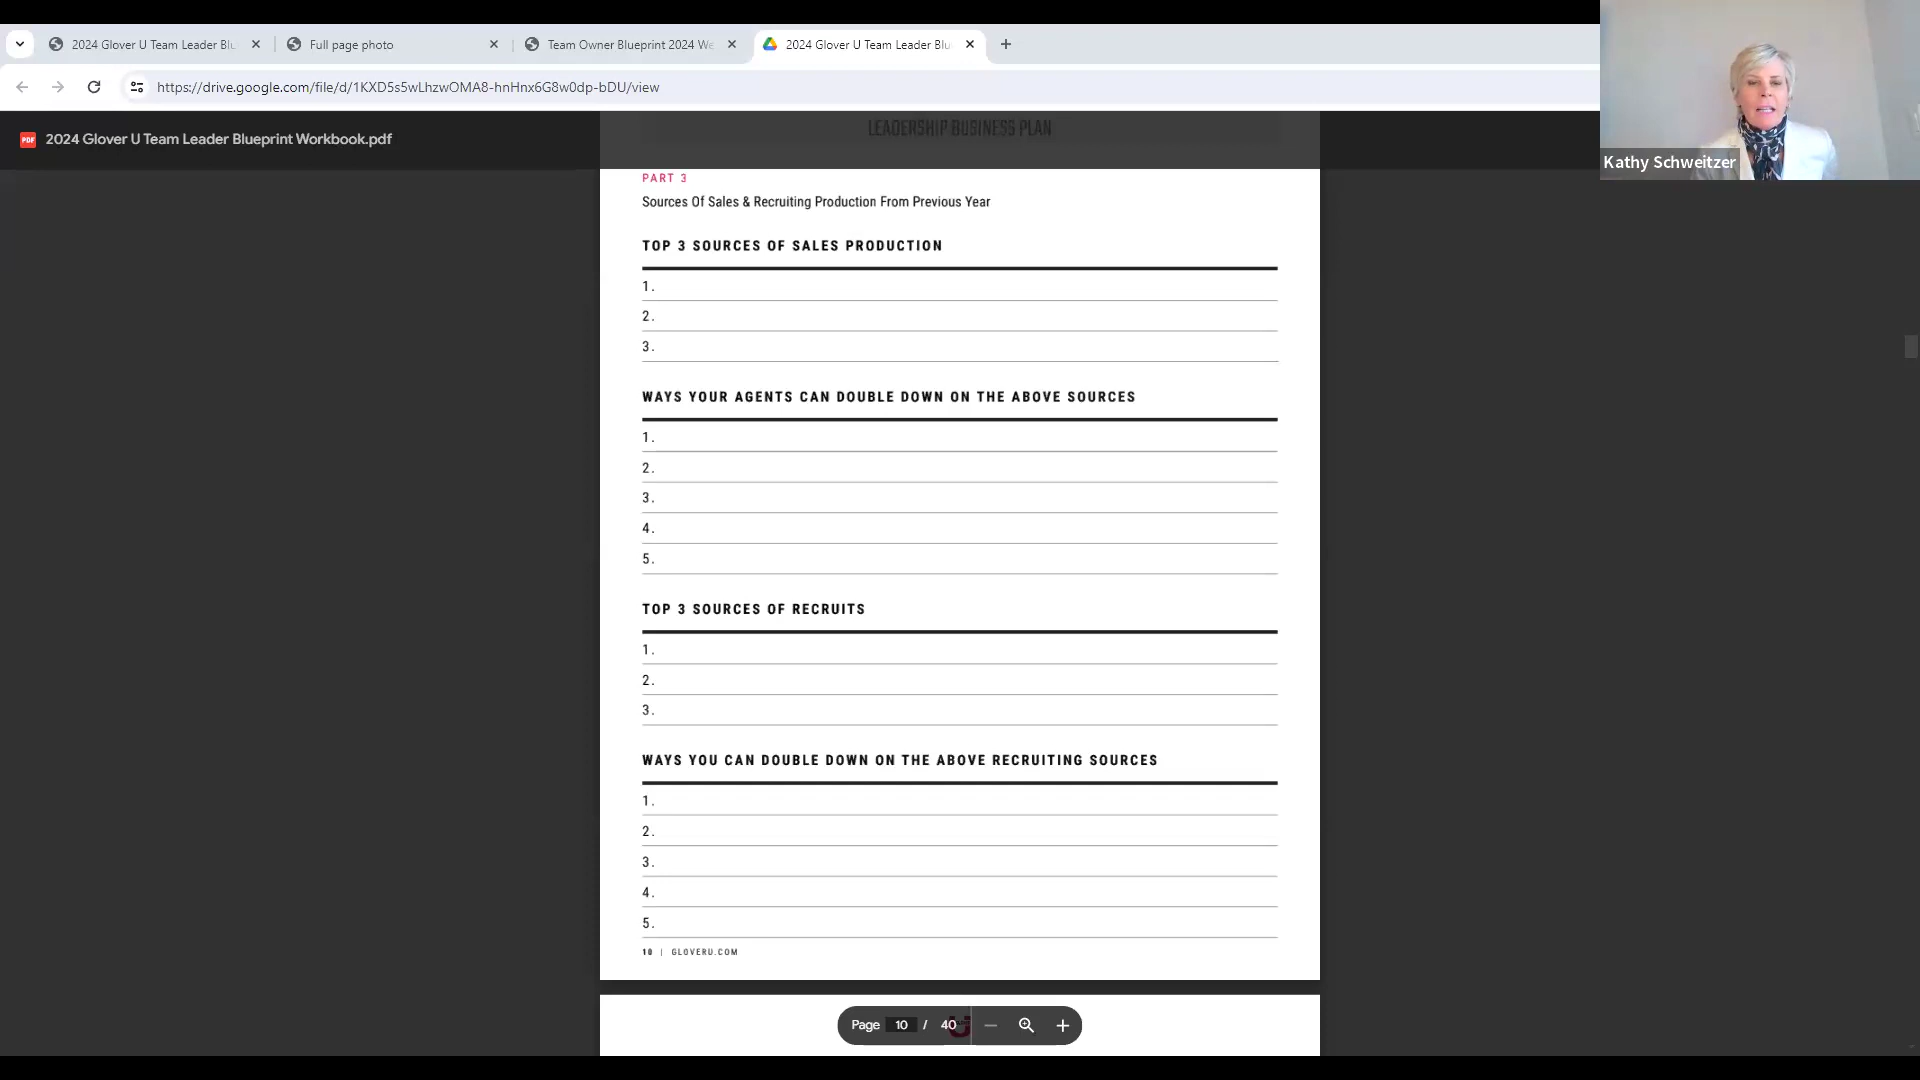 2024 Glover U Team Leader Blu
Full page photo
Team Owner Blueprint 2024 We
2024 Glover U Team Leader Blu
https://drive.google.com/file/d/1KXD5s5wLhzwOMA8-hnHnx6G8w0dp-bDU/view
PDF
2024 Glover U Team Leader Blueprint Workbook.pdf
Kathy Schweitzer
LEADERSHIP BUSINESS PLAN
PART 3
Sources Of Sales & Recruiting Production From Previous Year
TOP 3 SOURCES OF SALES PRODUCTION
1.
2.
3.
WAYS YOUR AGENTS CAN DOUBLE DOWN ON THE ABOVE SOURCES
1.
2.
3.
4.
5.
TOP 3 SOURCES OF RECRUITS
1.
2.
3.
WAYS YOU CAN DOUBLE DOWN ON THE ABOVE RECRUITING SOURCES
1.
2.
3.
4.
5.
10 | GLOVERU.COM
Page 10 / 40